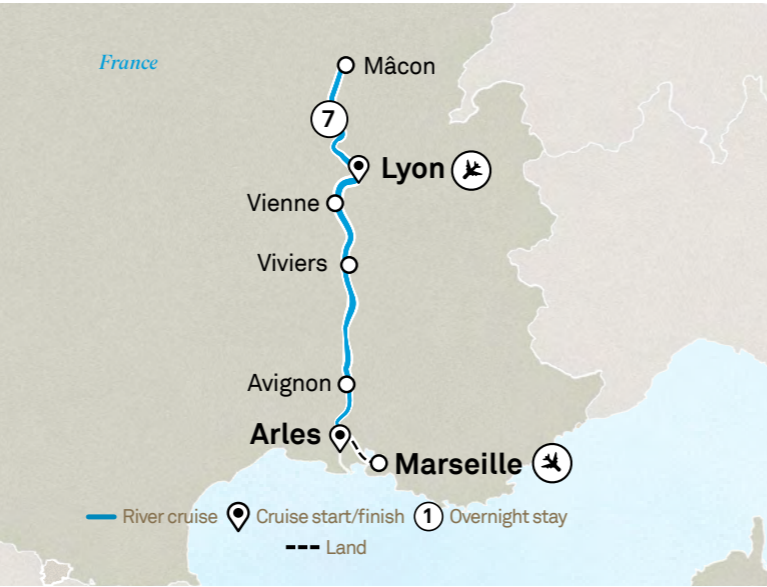 France
Mâcon
7
Lyon
Vienne
Viviers
Avignon
Arles
Marseille
River cruise Cruise start/finish 1 Overnight stay
Land